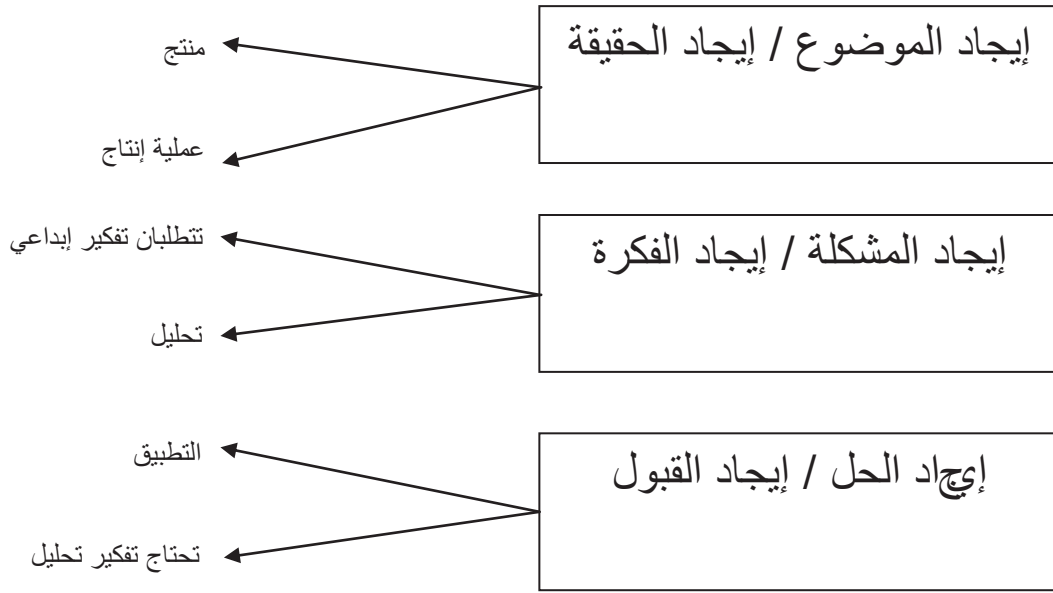 إيجاد الموضوع / إيجاد الحقيقة
منتج
عملية إنتاج
إيجاد المشكلة / إيجاد الفكرة
تتطلبان تفكير إبداعي
تحليل
إيجاد الحل / إيجاد القبول
التطبيق
تحتاج تفكير تحليل